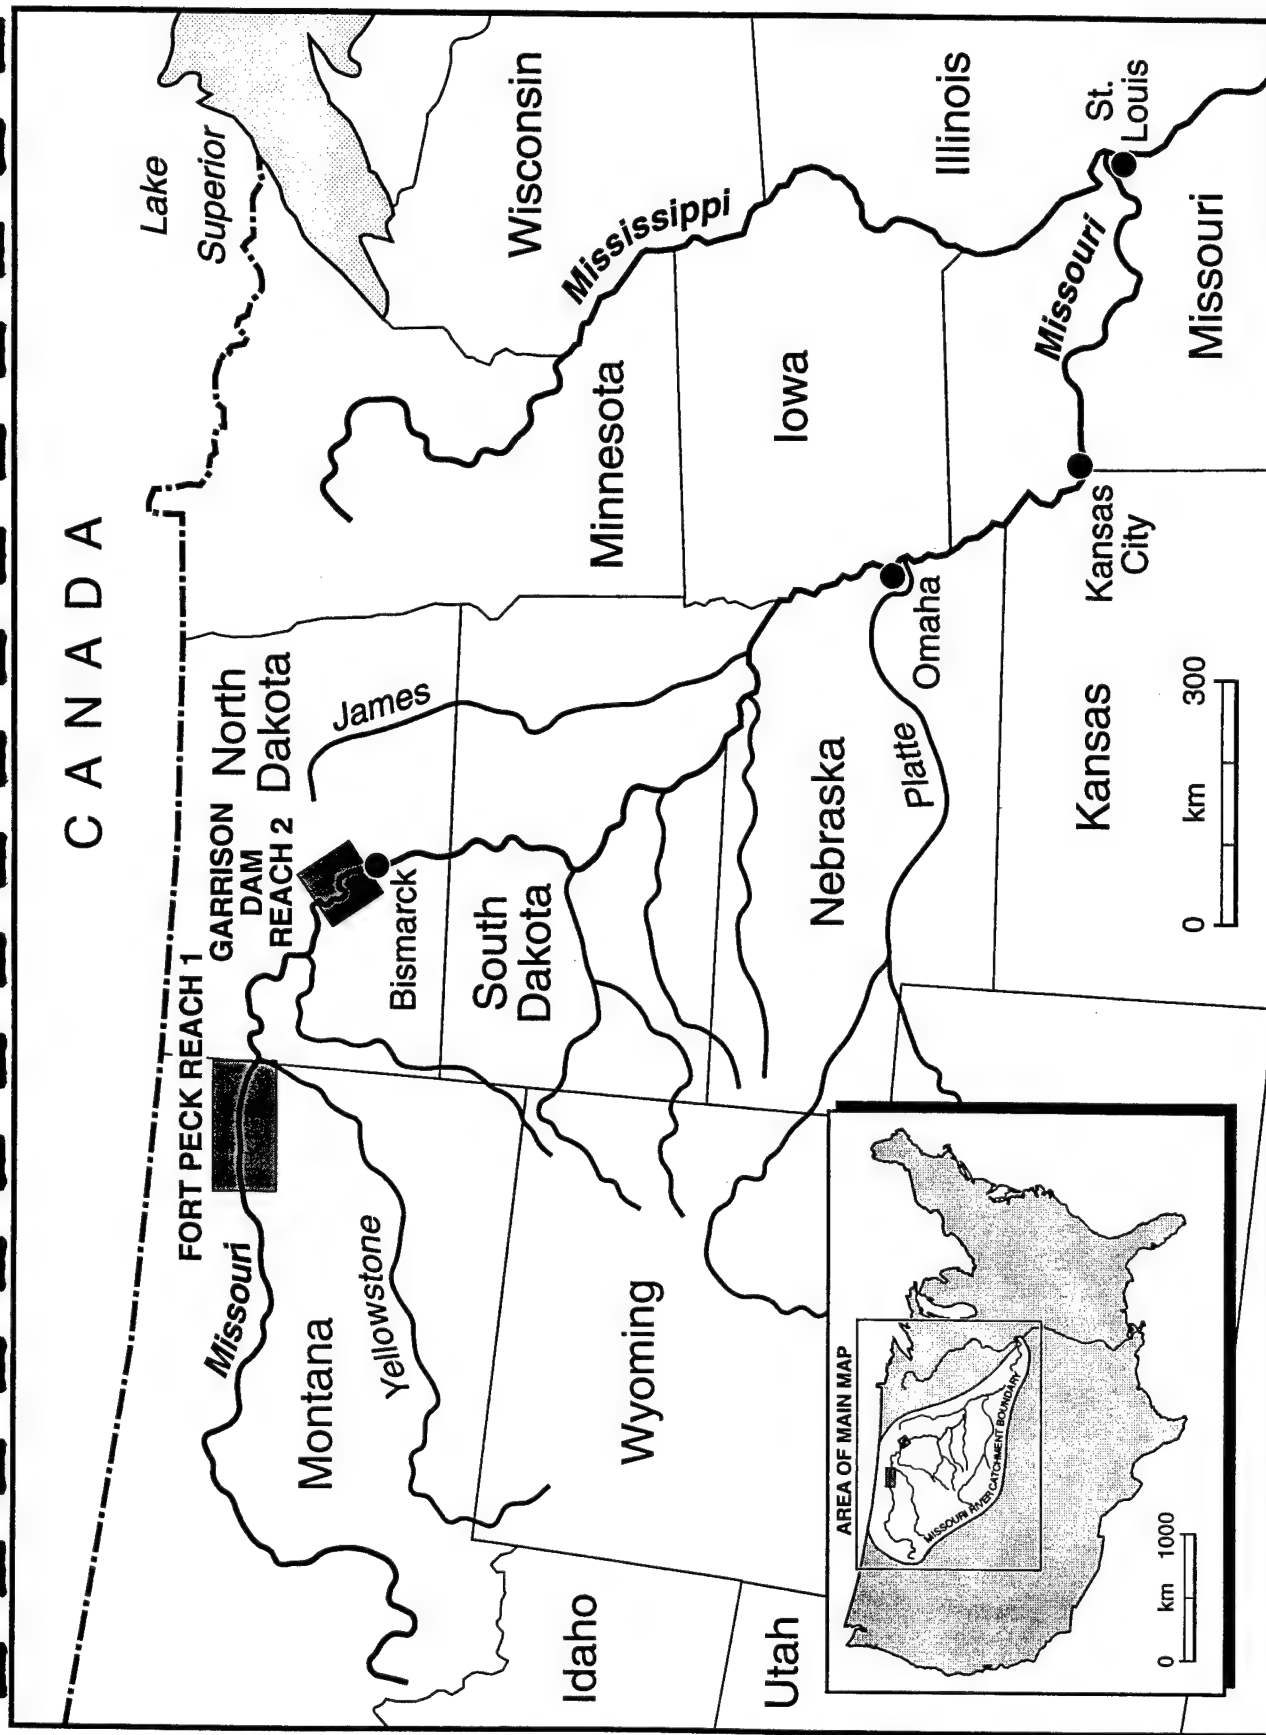 CANADA
Lake
Superior
FORT PECK REACH 1
GARRISON
DAM
REACH 2
North
Dakota
Missouri
James
Montana
Yellowstone
Bismarck
Minnesota
Wisconsin
Mississippi
South
Dakota
Idaho
Wyoming
Iowa
Utah
Nebraska
Platte
Omaha
Illinois
Missouri
St.
Louis
Kansas
City
Kansas
Missouri
0 km 300
AREA OF MAIN MAP
MISSOURI RIVER CATCHMENT BOUNDARY
0 km 1000